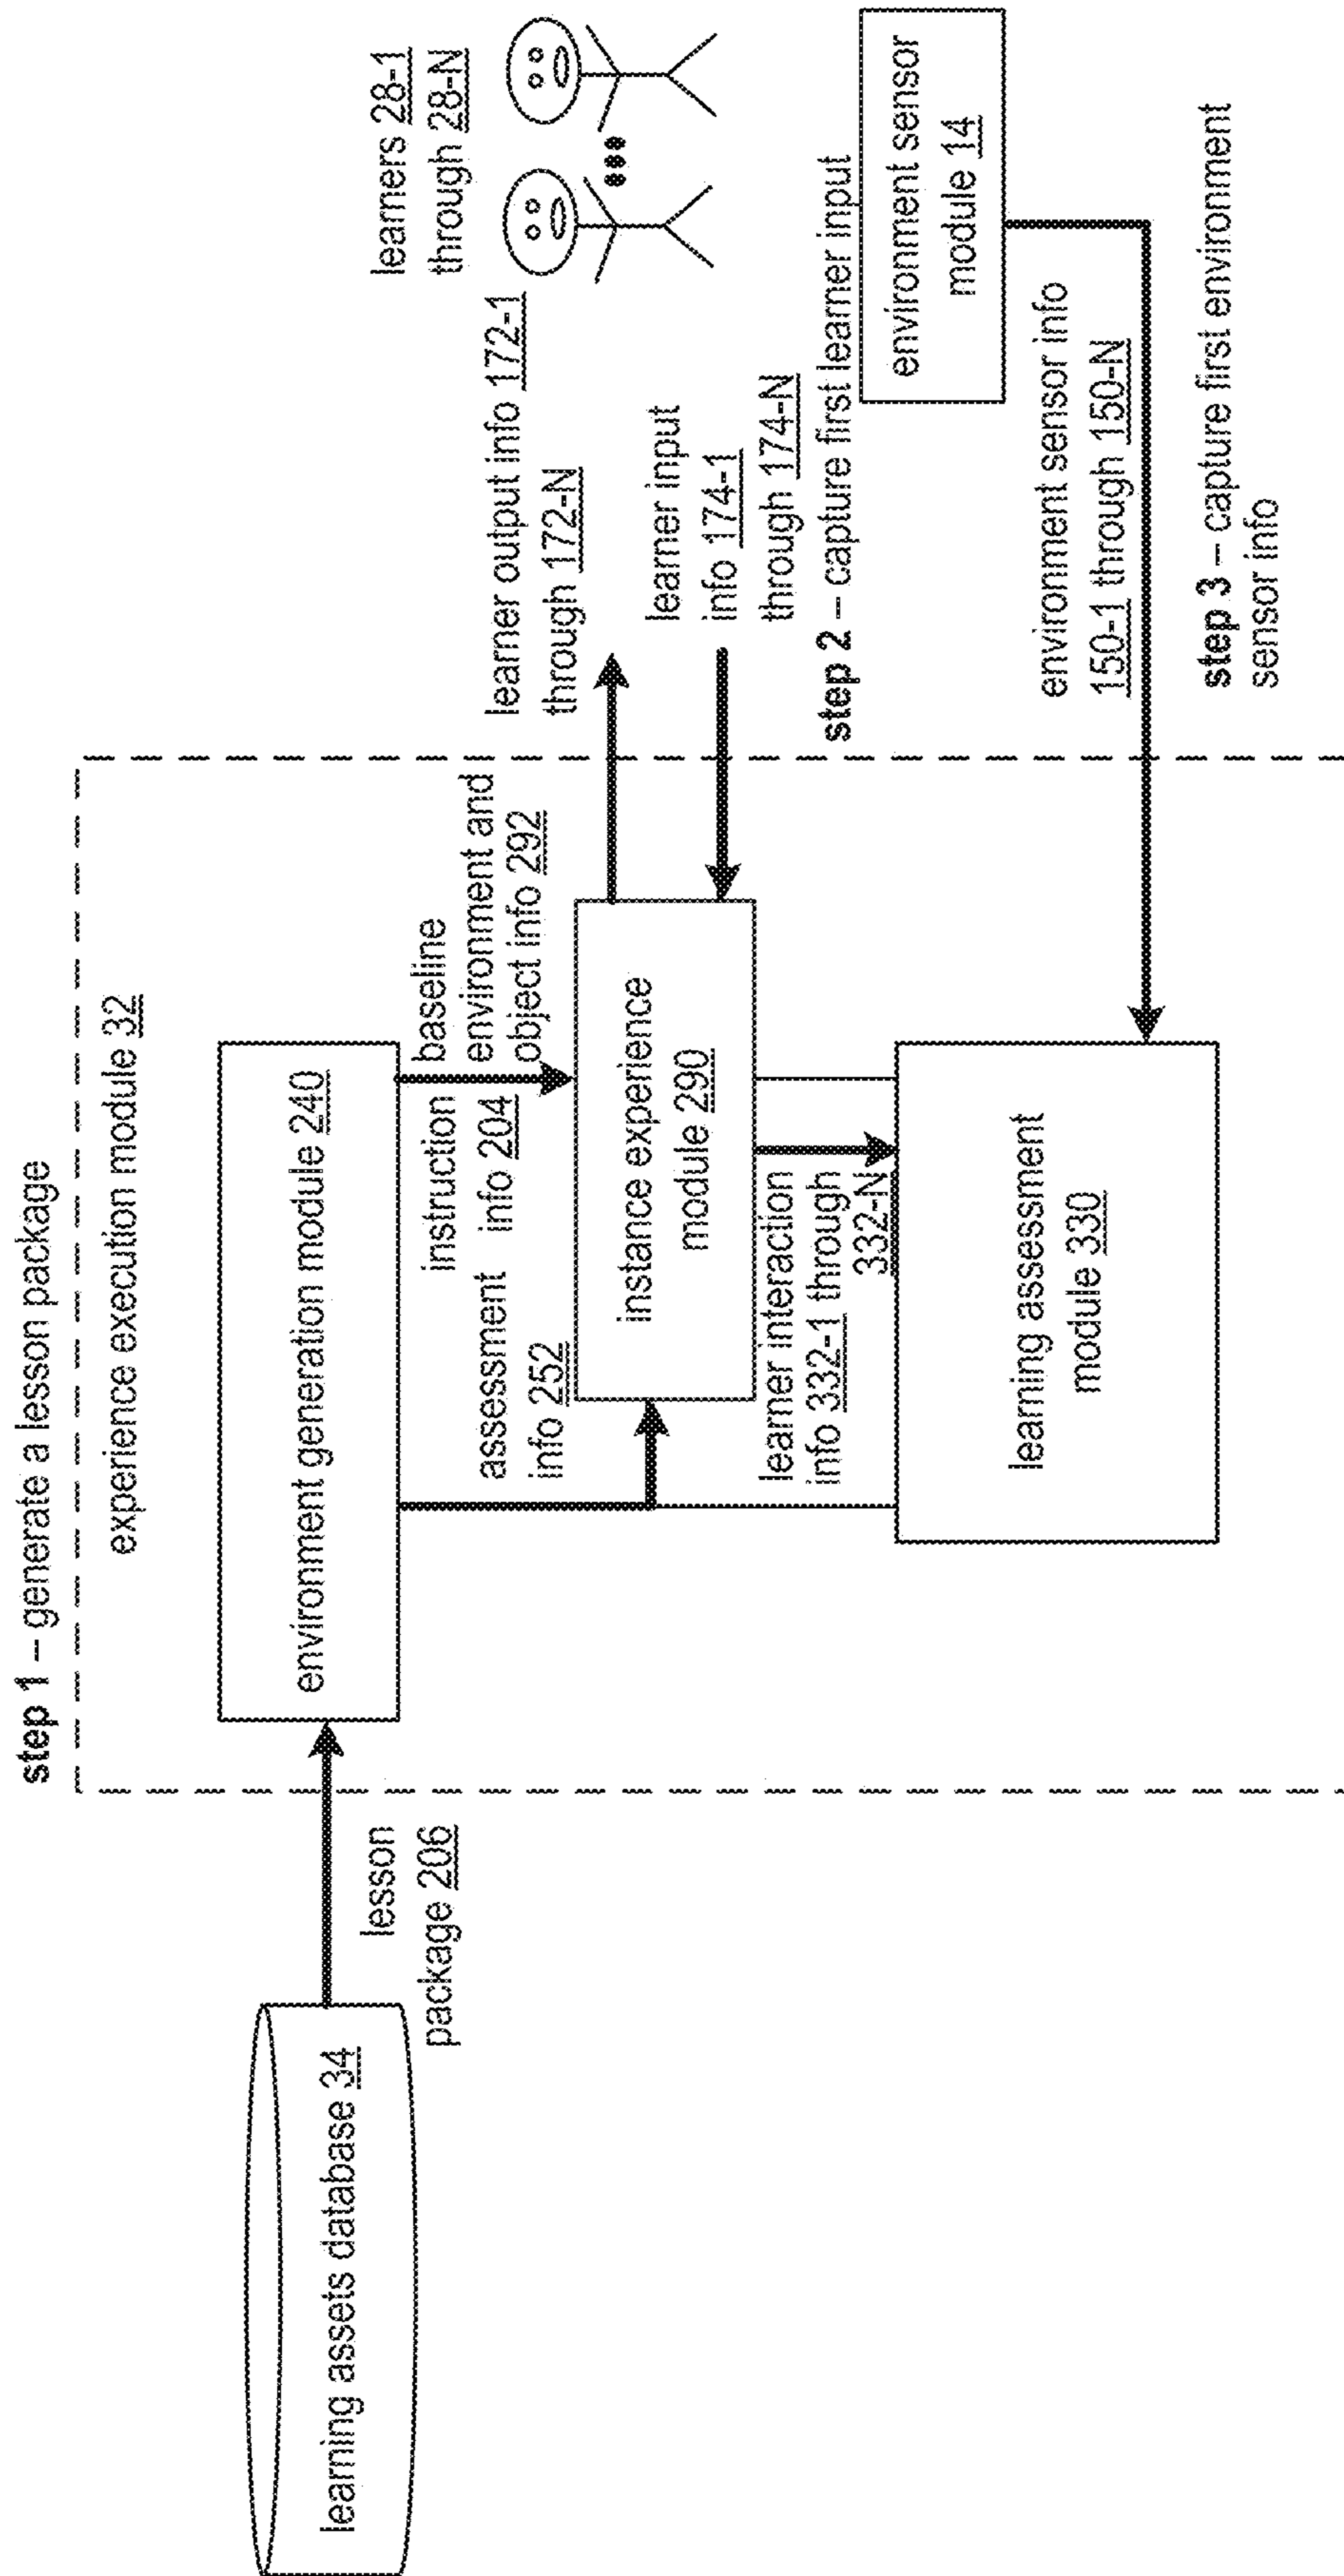 step 1 – generate a lesson package
experience execution module 32
learning assets database 34
lesson
package 206
environment generation module 240
baseline
environment and
object info 292
instruction
info 204
assessment
info 252
instance experience
module 290
learner interaction
info 332-1 through
332-N
learning assessment
module 330
learners 28-1
through 28-N
learner output info 172-1
through 172-N
learner input
info 174-1
through 174-N
step 2 – capture first learner input
environment sensor
module 14
environment sensor info
150-1 through 150-N
step 3 – capture first environment
sensor info